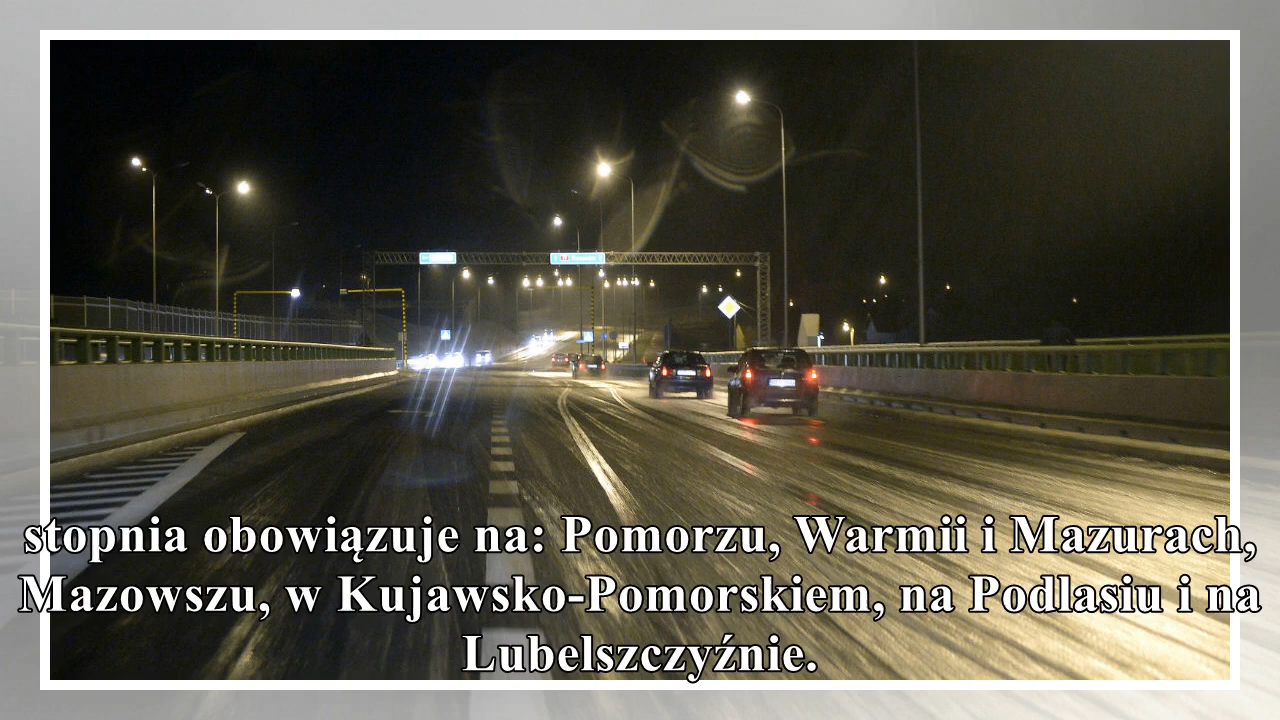 stopnia obowiązuje na: Pomorzu, Warmii i Mazurach,
Mazowszu, w Kujawsko-Pomorskiem, na Podlasiu i na
Lubelszczyźnie.